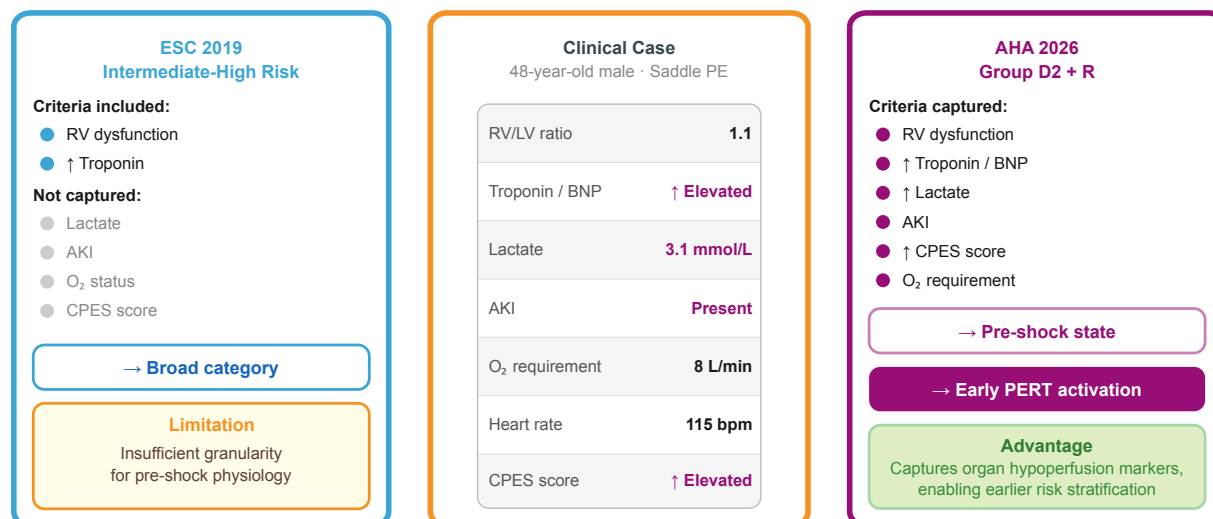 ESC 2019
Intermediate-High Risk
Criteria included:
RV dysfunction
↑ Troponin
Not captured:
Lactate
AKI
O₂ status
CPES score
→ Broad category
Limitation
Insufficient granularity
for pre-shock physiology
Clinical Case
48-year-old male · Saddle PE
RV/LV ratio 1.1
Troponin / BNP ↑ Elevated
Lactate 3.1 mmol/L
AKI Present
O₂ requirement 8 L/min
Heart rate 115 bpm
CPES score ↑ Elevated
AHA 2026
Group D2 + R
Criteria captured:
RV dysfunction
↑ Troponin / BNP
↑ Lactate
AKI
↑ CPES score
O₂ requirement
→ Pre-shock state
→ Early PERT activation
Advantage
Captures organ hypoperfusion markers,
enabling earlier risk stratification